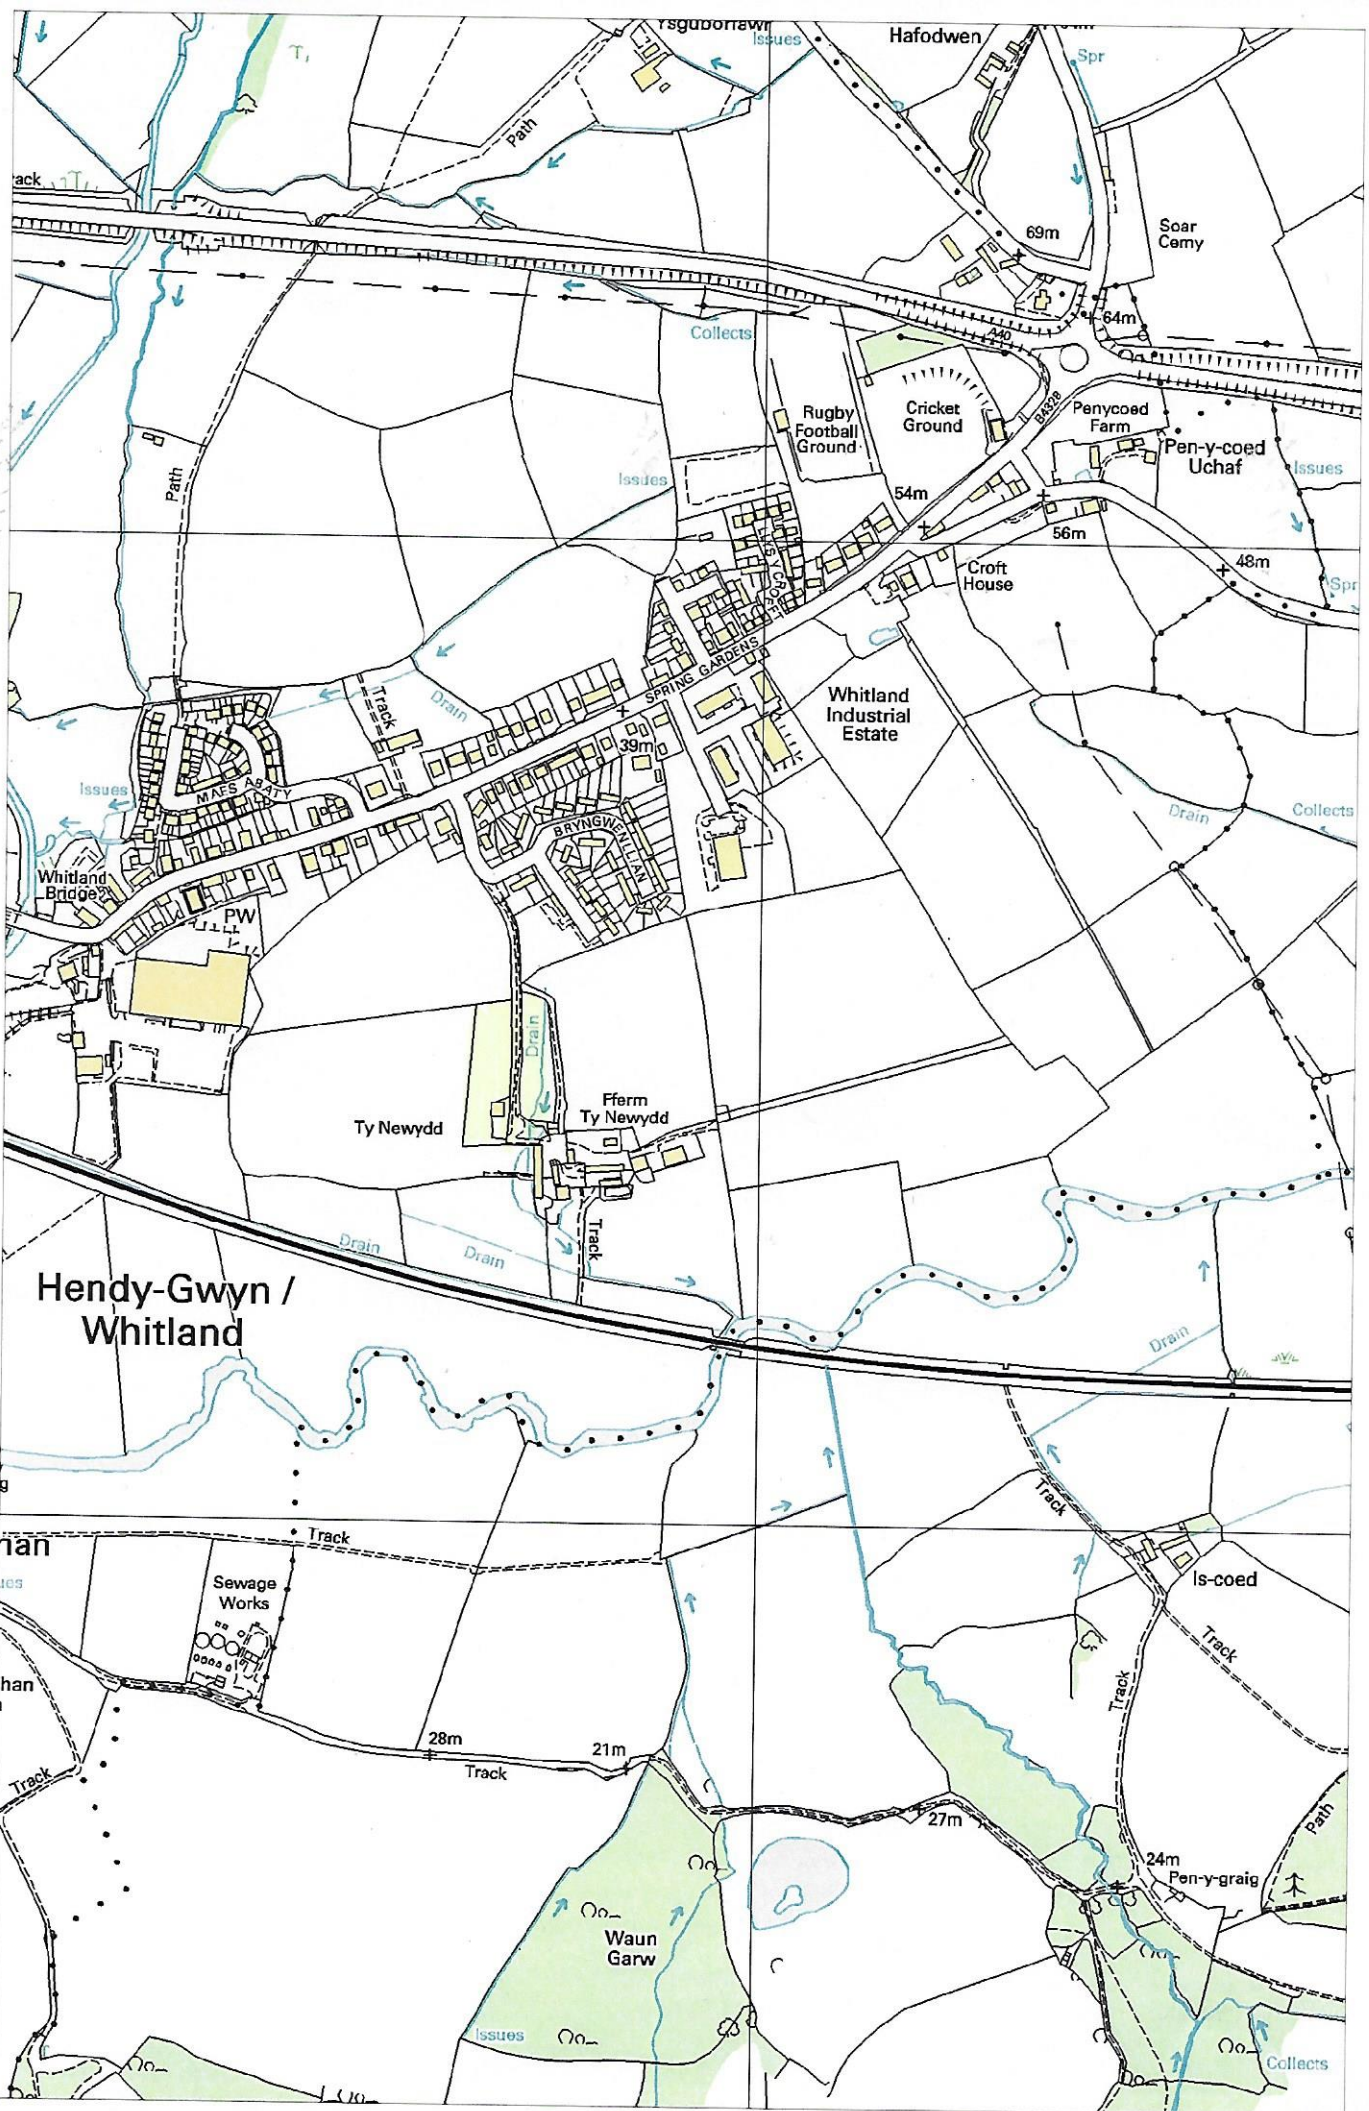 Issues
Hafodwen
Spr
Path
69m
Soar
Cemy
64m
A40
Collects
B4328
Rugby
Football
Ground
Cricket
Ground
Penycoed
Farm
Pen-y-coed
Uchaf
Issues
Issues
Path
54m
56m
48m
Croft
House
Spr
SPRING GARDENS
Track
Drain
Whitland
Industrial
Estate
39m
MAES ABATY
Issues
BRYNGWENLLIAN
Drain
Collects
Whitland
Bridge
PW
Drain
Fferm
Ty Newydd
Ty Newydd
Track
Drain
Drain
Hendy-Gwyn /
Whitland
Drain
Track
Track
Is-coed
Sewage
Works
Track
Track
28m
21m
Track
Track
27m
Path
24m
Pen-y-graig
Waun
Garw
Issues
Collects